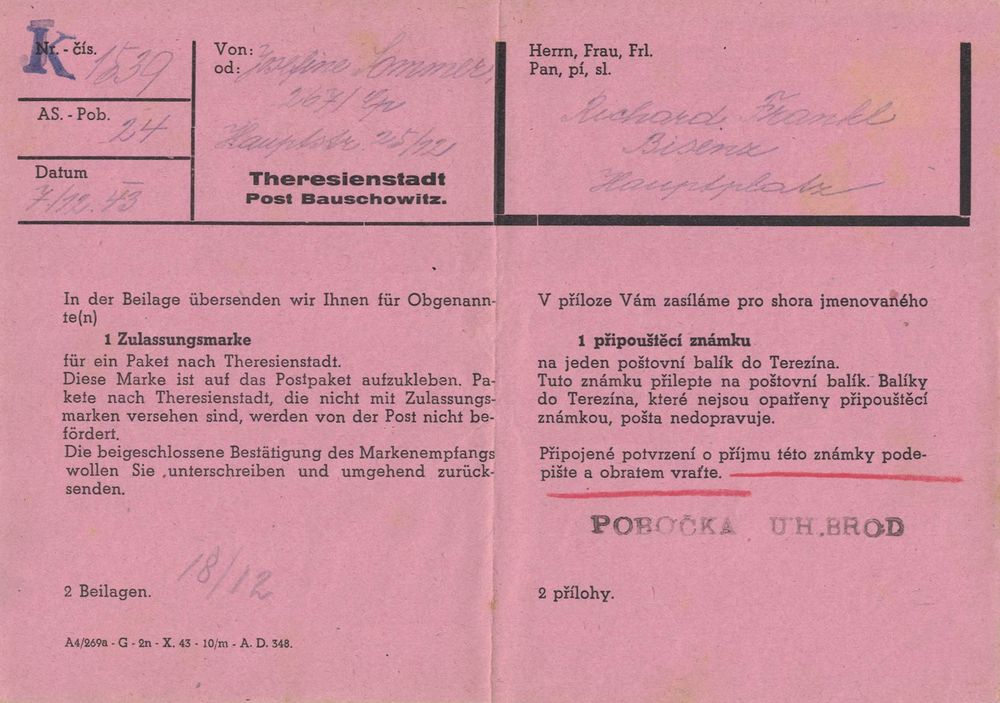 K
Nr. - čís.
1539
AS. - Pob.
24
Datum
7/12. 43
Von:
od:
Josefine Sommer,
267/
Hauptstr. 25/12
Theresienstadt
Post Bauschowitz.
Herrn, Frau, Frl.
Pan, pí, sl.
Richard Frankl
Bisenz
Hauptplatz
In der Beilage übersenden wir Ihnen für Obgenann-
te(n)
1 Zulassungsmarke
für ein Paket nach Theresienstadt.
Diese Marke ist auf das Postpaket aufzukleben. Pa-
kete nach Theresienstadt, die nicht mit Zulassungs-
marken versehen sind, werden von der Post nicht be-
fördert.
Die beigeschlossene Bestätigung des Markenempfangs
wollen Sie unterschreiben und umgehend zurück-
senden.
18/12
2 Beilagen.
A4/269a - G - 2n - X. 43 - 10/m - A. D. 348.
V příloze Vám zasíláme pro shora jmenovaného
1 připouštěcí známku
na jeden poštovní balík do Terezína.
Tuto známku přilepte na poštovní balík. Balíky
do Terezína, které nejsou opatřeny připouštěcí
známkou, pošta nedopravuje.
Připojené potvrzení o příjmu této známky pode-
pište a obratem vraťte.
POBOČKA UH.BROD
2 přílohy.